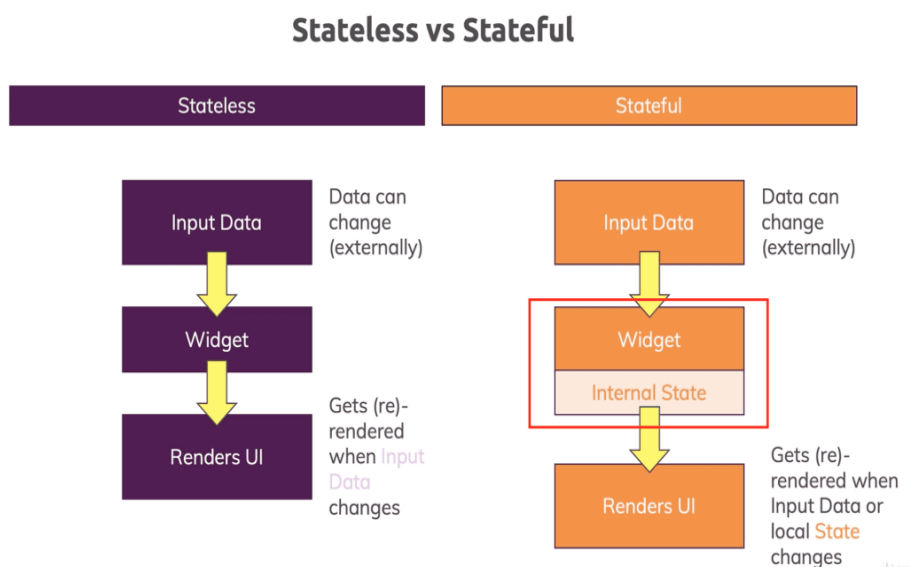 Stateless vs Stateful
Stateless
Stateful
Input Data
Data can
change
(externally)
Widget
Renders UI
Gets (re)-
rendered
when Input
Data
changes
Input Data
Data can
change
(externally)
Widget
Internal State
Renders UI
Gets (re)-
rendered when
Input Data or
local State
changes